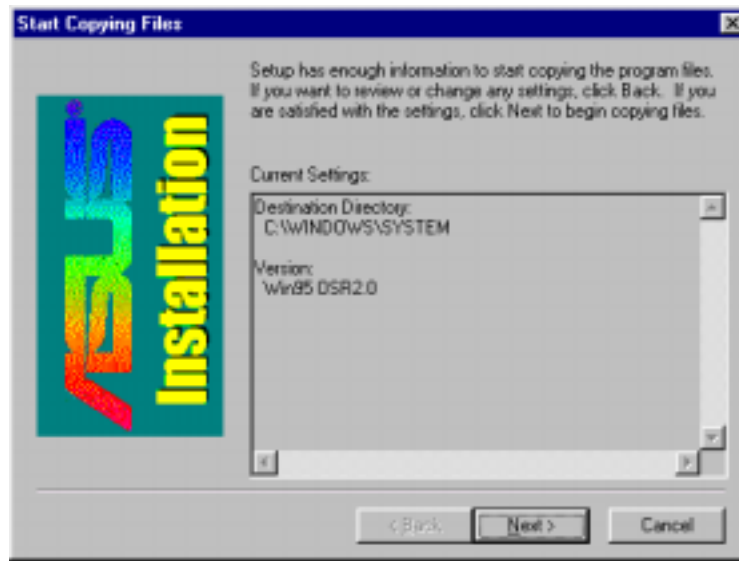 Start Copying Files
Setup has enough information to start copying the program files.
If you want to review or change any settings, click Back. If you
are satisfied with the settings, click Next to begin copying files.
Current Settings:
Destination Directory:
C:\WINDOWS\SYSTEM
Version:
Win95 OSR2.0
ASUS
Installation
< Back
Next >
Cancel